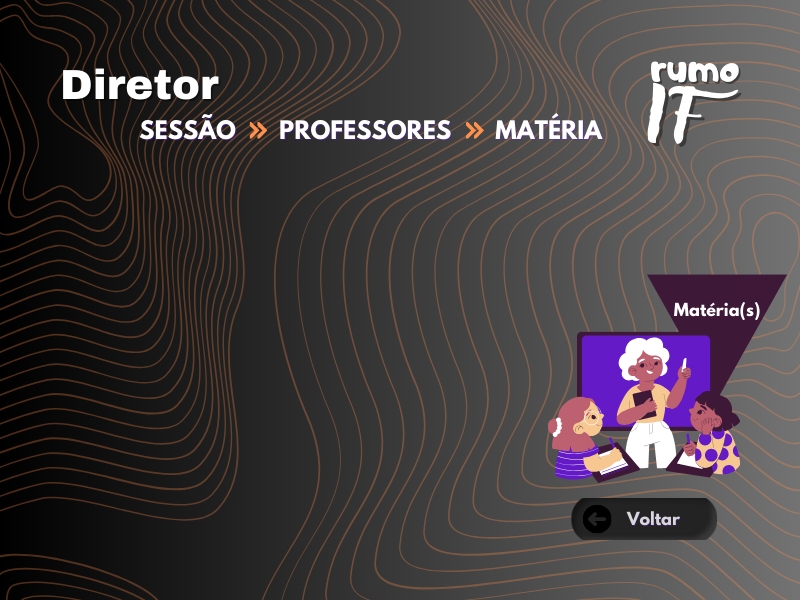 Diretor
rumo
IF
SESSÃO » PROFESSORES » MATÉRIA
Matéria(s)
Voltar